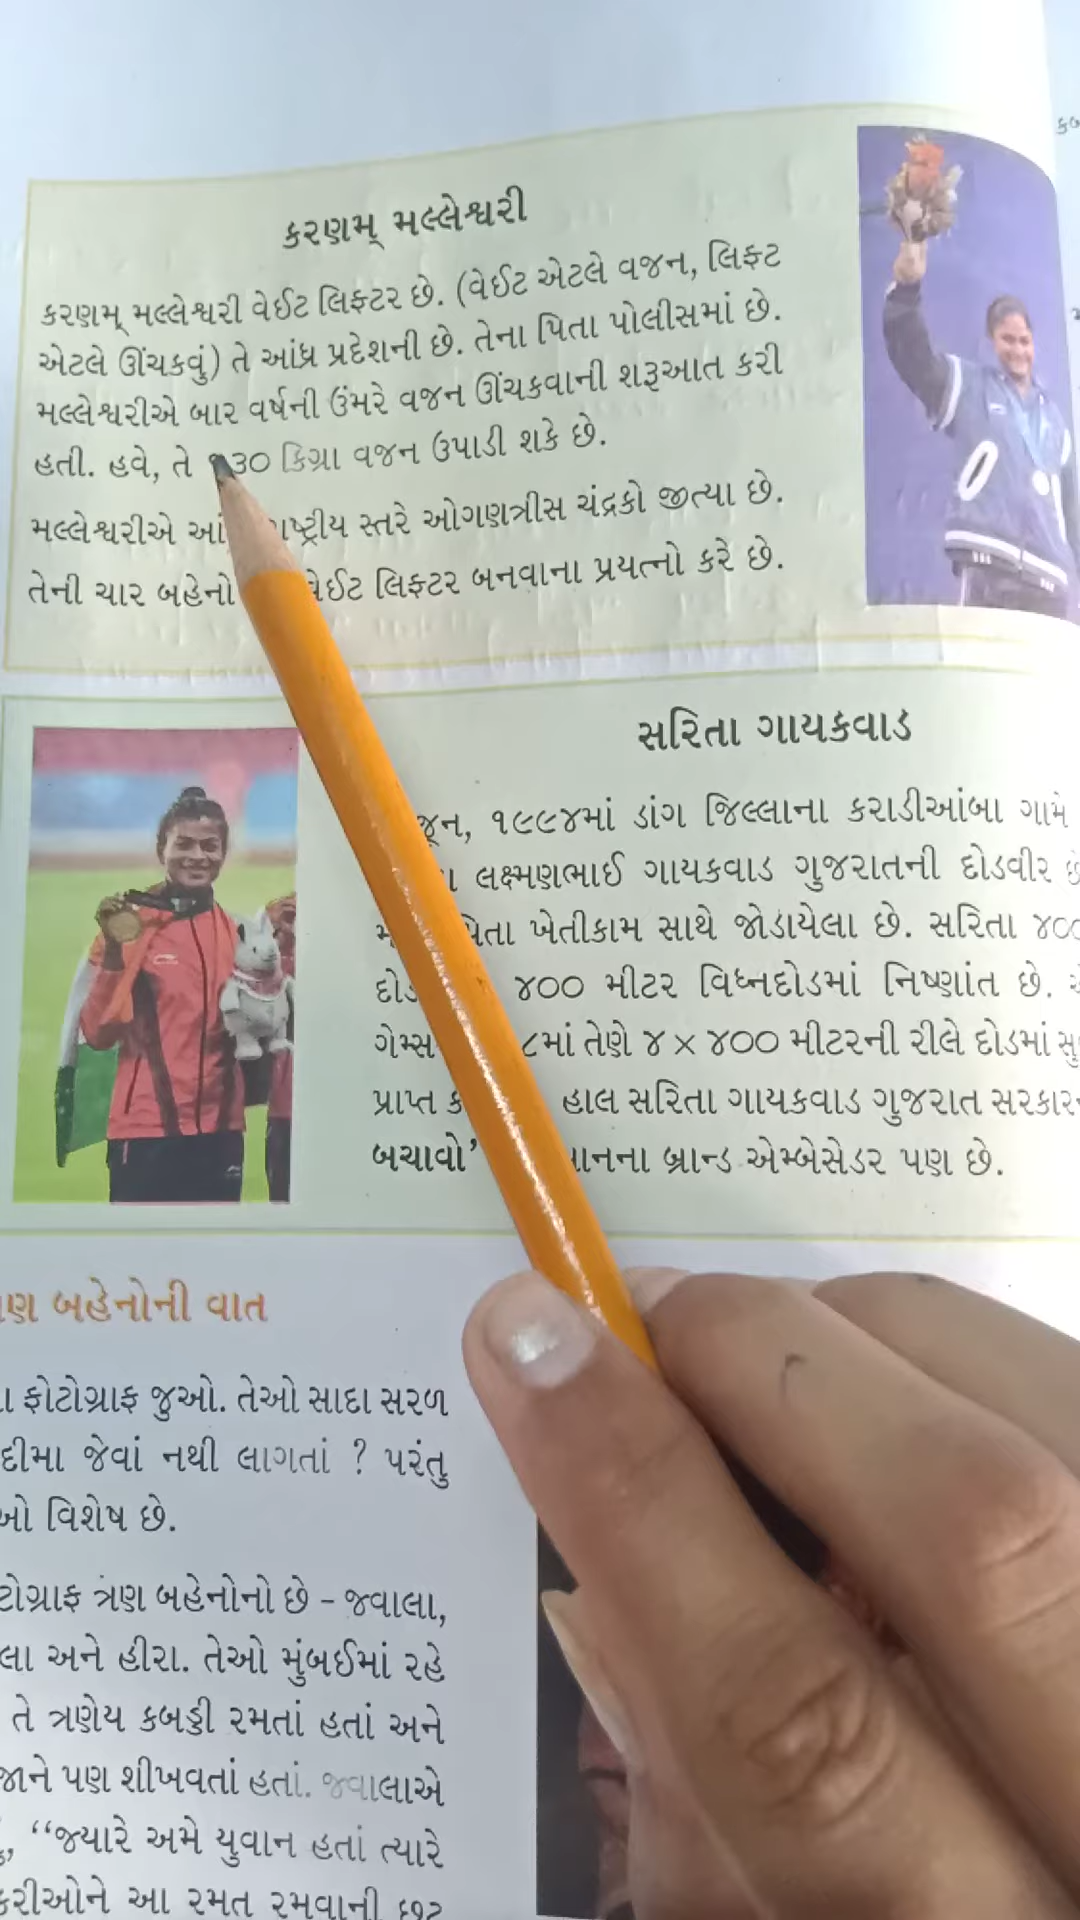 કરણમ્ મલ્લેશ્વરી
કરણમ્ મલ્લેશ્વરી વેઈટ લિફ્ટર છે. (વેઈટ એટલે વજન, લિફ્ટ
એટલે ઊંચકવું) તે આંધ્ર પ્રદેશની છે. તેના પિતા પોલીસમાં છે.
મલ્લેશ્વરીએ બાર વર્ષની ઉંમરે વજન ઊંચકવાની શરૂઆત કરી
હતી. હવે, તે ૧૩૦ કિગ્રા વજન ઉપાડી શકે છે.
મલ્લેશ્વરીએ સ્તરે ઓગણત્રીસ ચંદ્રકો જીત્યા છે.
તેની ચાર બહેનો વેઈટ લિફ્ટર બનવાના પ્રયત્નો કરે છે.
સરિતા ગાયકવાડ
જૂન, ૧૯૯૪માં ડાંગ જિલ્લાના કરાડીઆંબા ગામે
લક્ષ્મણભાઈ ગાયકવાડ ગુજરાતની દોડવીર છે
પિતા ખેતીકામ સાથે જોડાયેલા છે. સરિતા ૪૦૦
૪૦૦ મીટર વિઘ્નદોડમાં નિષ્ણાંત છે.
ગેમ્સ ૮માં તેણે ૪ × ૪૦૦ મીટરની રીલે દોડમાં
પ્રાપ્ત હાલ સરિતા ગાયકવાડ ગુજરાત સરકાર
બચાવો’ બ્રાન્ડ એમ્બેસેડર પણ છે.
બહેનોની વાત
ફોટોગ્રાફ જુઓ. તેઓ સાદા સરળ
જેવાં નથી લાગતાં ? પરંતુ
વિશેષ છે.
ત્રણ બહેનોનો છે – જ્વાલા,
અને હીરા. તેઓ મુંબઈમાં રહે
તે ત્રણેય કબડ્ડી રમતાં હતાં અને
પણ શીખવતાં હતાં. જ્વાલાએ
“જ્યારે અમે યુવાન હતાં ત્યારે
આ રમત રમવાની છૂટ